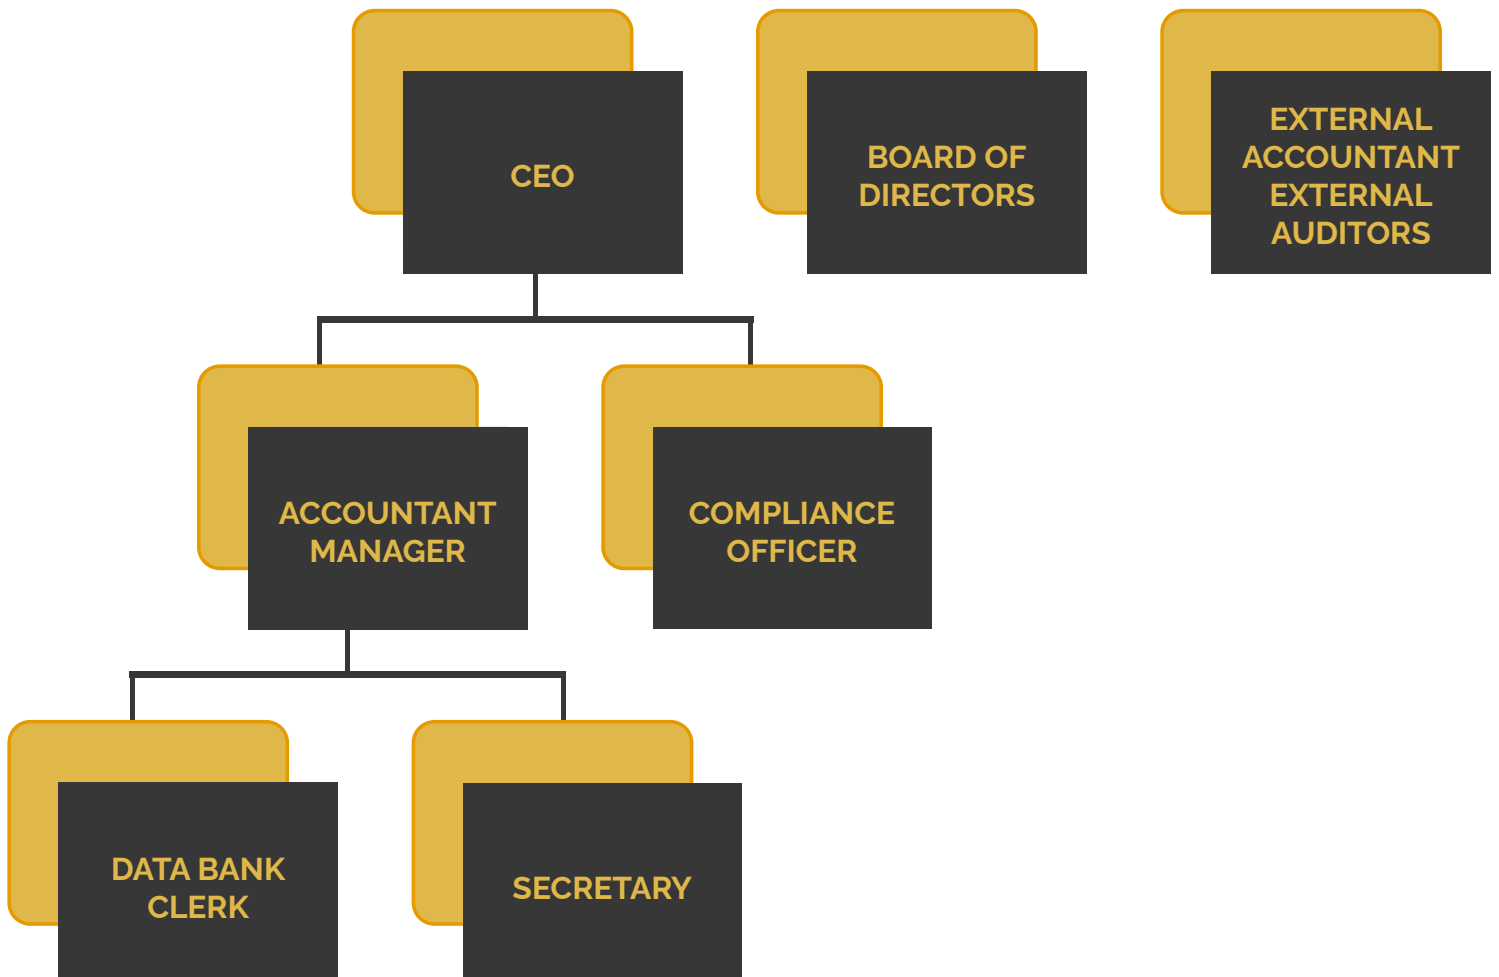 CEO
BOARD OF
DIRECTORS
EXTERNAL
ACCOUNTANT
EXTERNAL
AUDITORS
ACCOUNTANT
MANAGER
COMPLIANCE
OFFICER
DATA BANK
CLERK
SECRETARY